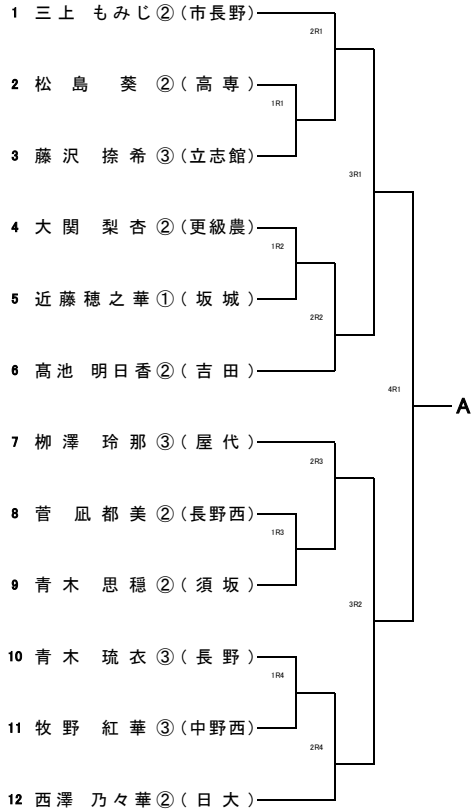 1 三上 もみじ ② (市長野)
2R1
2 松島 葵 ② (高専)
1R1
3 藤沢 捺希 ③ (立志館)
3R1
4 大関 梨杏 ② (更級農)
1R2
5 近藤穂之華 ① (坂城)
2R2
6 髙池 明日香 ② (吉田)
4R1
A
7 栁澤 玲那 ③ (屋代)
2R3
8 菅 凪都美 ② (長野西)
1R3
9 青木 思穏 ② (須坂)
3R2
10 青木 琉衣 ③ (長野)
1R4
11 牧野 紅華 ③ (中野西)
2R4
12 西澤 乃々華 ② (日大)